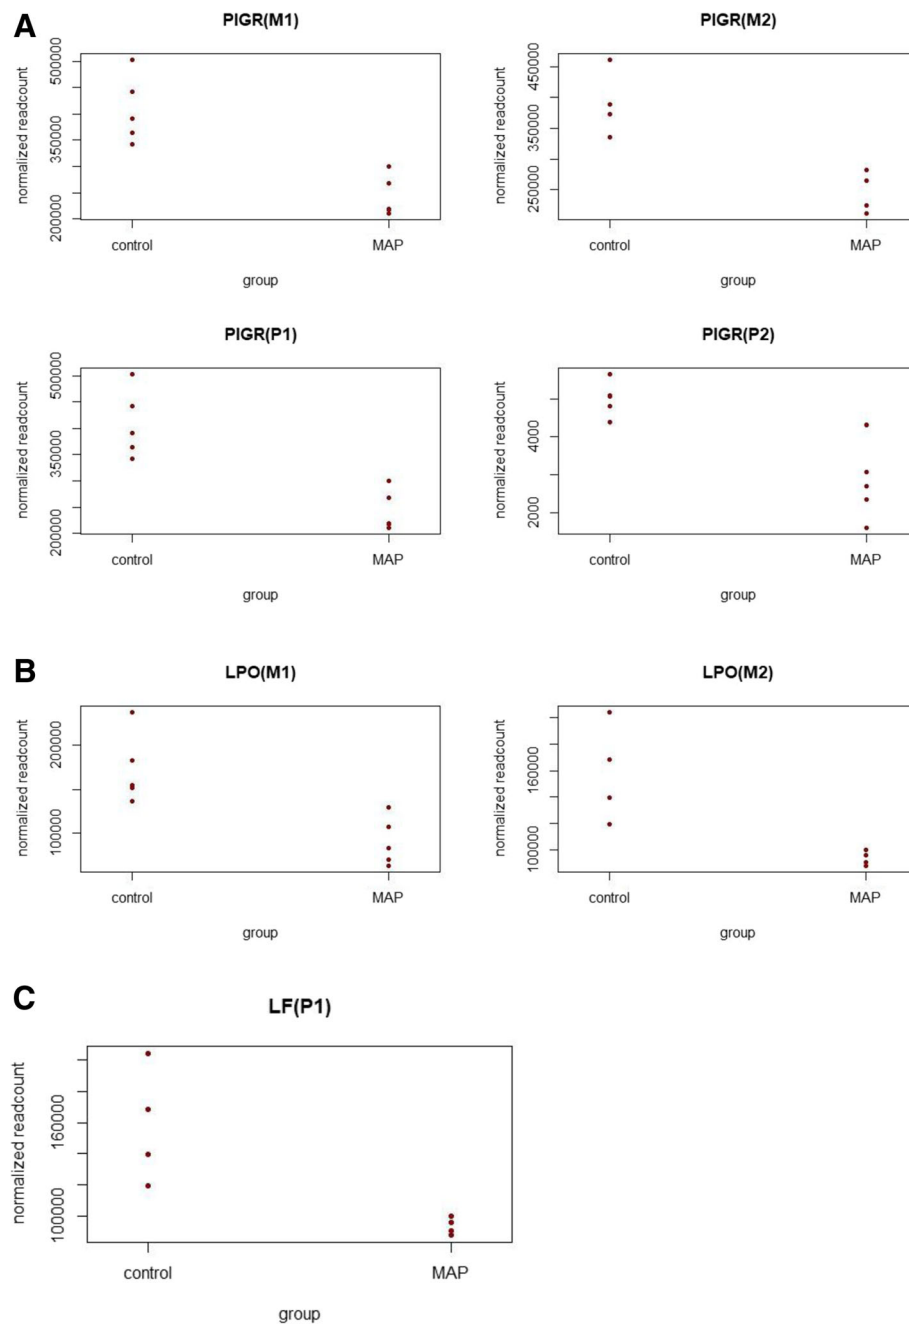 A
PIGR(M1)
normalized readcount
500000
350000
200000
control
MAP
group
PIGR(M2)
normalized readcount
450000
350000
250000
control
MAP
group
PIGR(P1)
normalized readcount
500000
350000
200000
control
MAP
group
PIGR(P2)
normalized readcount
4000
2000
control
MAP
group
B
LPO(M1)
normalized readcount
200000
100000
control
MAP
group
LPO(M2)
normalized readcount
160000
100000
control
MAP
group
C
LF(P1)
normalized readcount
160000
100000
control
MAP
group